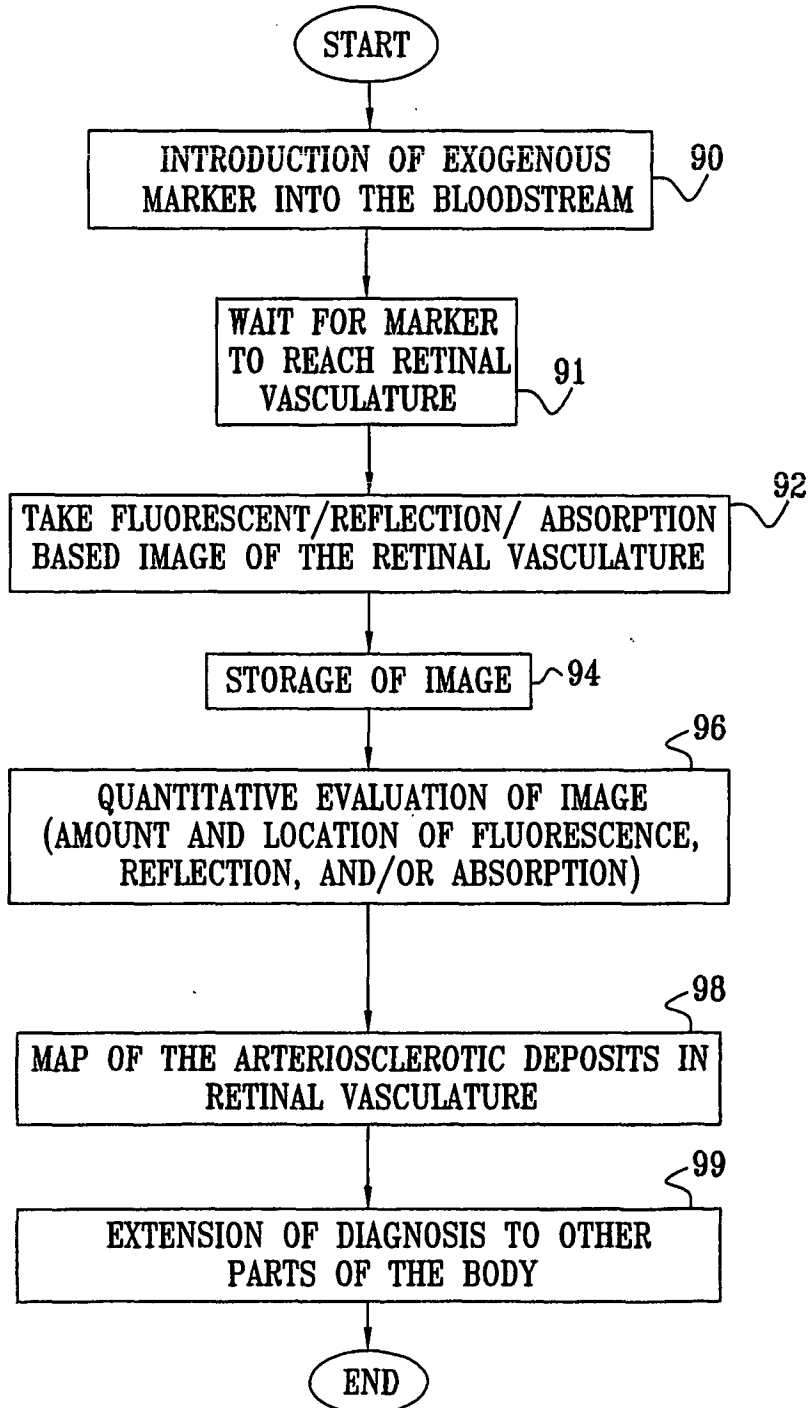 START
INTRODUCTION OF EXOGENOUS
MARKER INTO THE BLOODSTREAM
90
WAIT FOR MARKER
TO REACH RETINAL
VASCULATURE
91
TAKE FLUORESCENT/REFLECTION/ ABSORPTION
BASED IMAGE OF THE RETINAL VASCULATURE
92
STORAGE OF IMAGE
94
96
QUANTITATIVE EVALUATION OF IMAGE
(AMOUNT AND LOCATION OF FLUORESCENCE,
REFLECTION, AND/OR ABSORPTION)
98
MAP OF THE ARTERIOSCLEROTIC DEPOSITS IN
RETINAL VASCULATURE
99
EXTENSION OF DIAGNOSIS TO OTHER
PARTS OF THE BODY
END